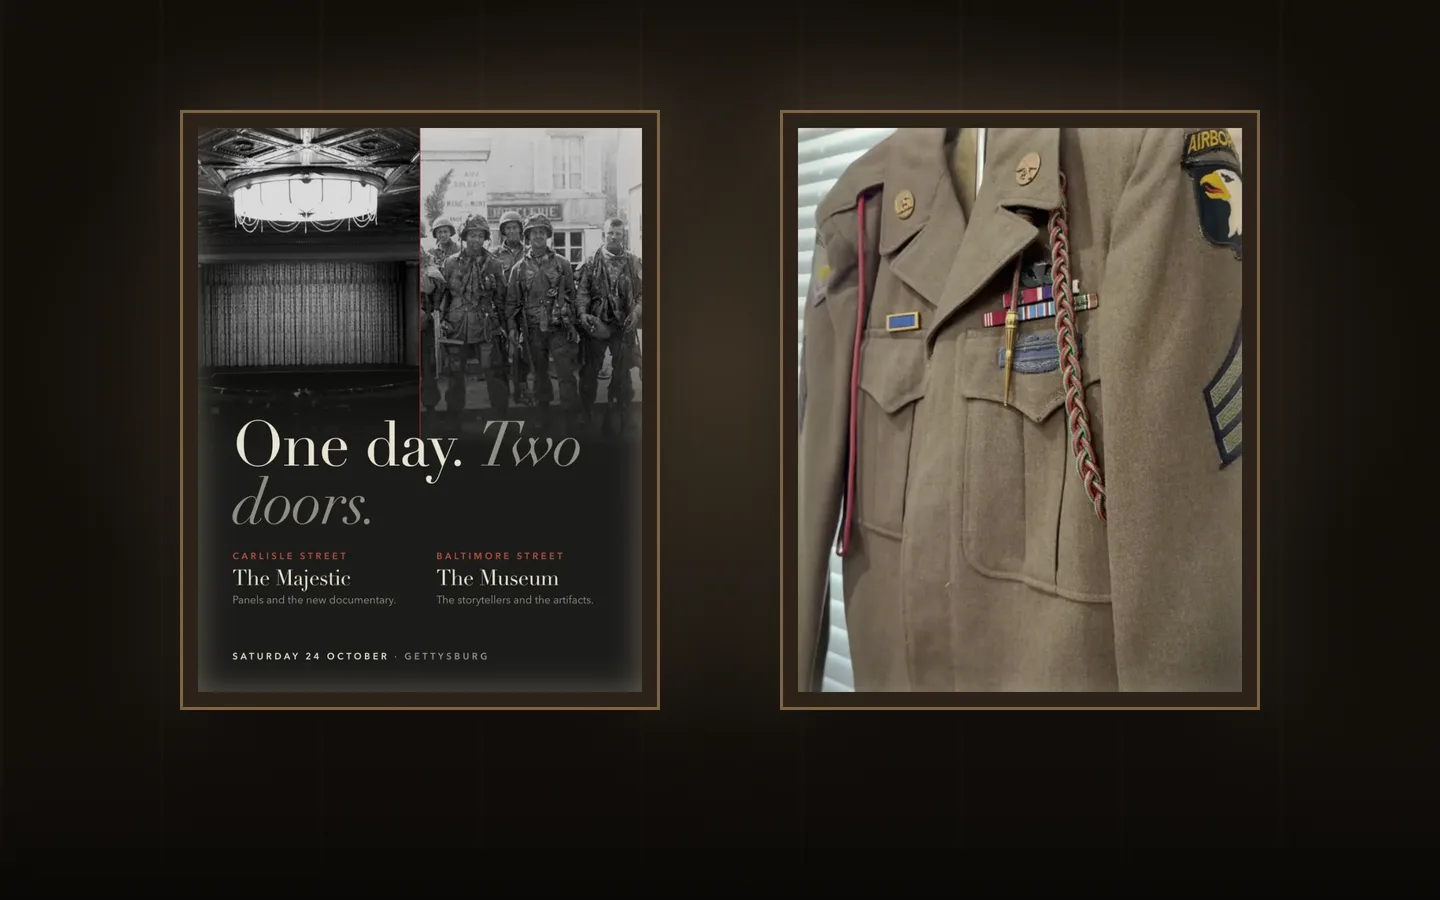 One day. Two
doors.
CARLISLE STREET
The Majestic
Panels and the new documentary.
BALTIMORE STREET
The Museum
The storytellers and the artifacts.
SATURDAY 24 OCTOBER · GETTYSBURG
AIRBO